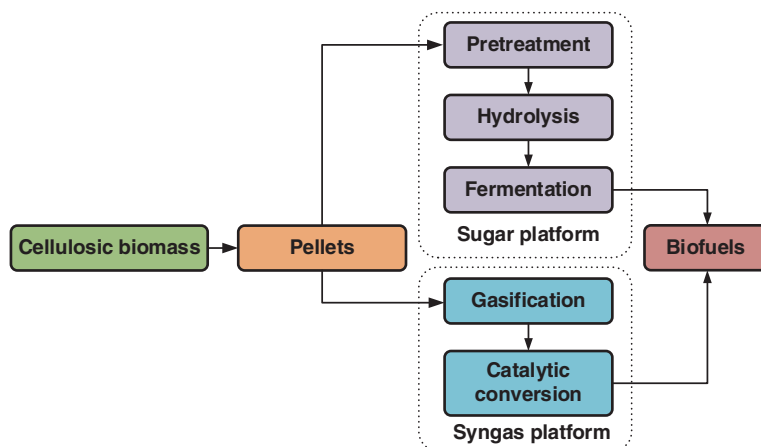 Pretreatment
Hydrolysis
Fermentation
Sugar platform
Cellulosic biomass
Pellets
Biofuels
Gasification
Catalytic
conversion
Syngas platform